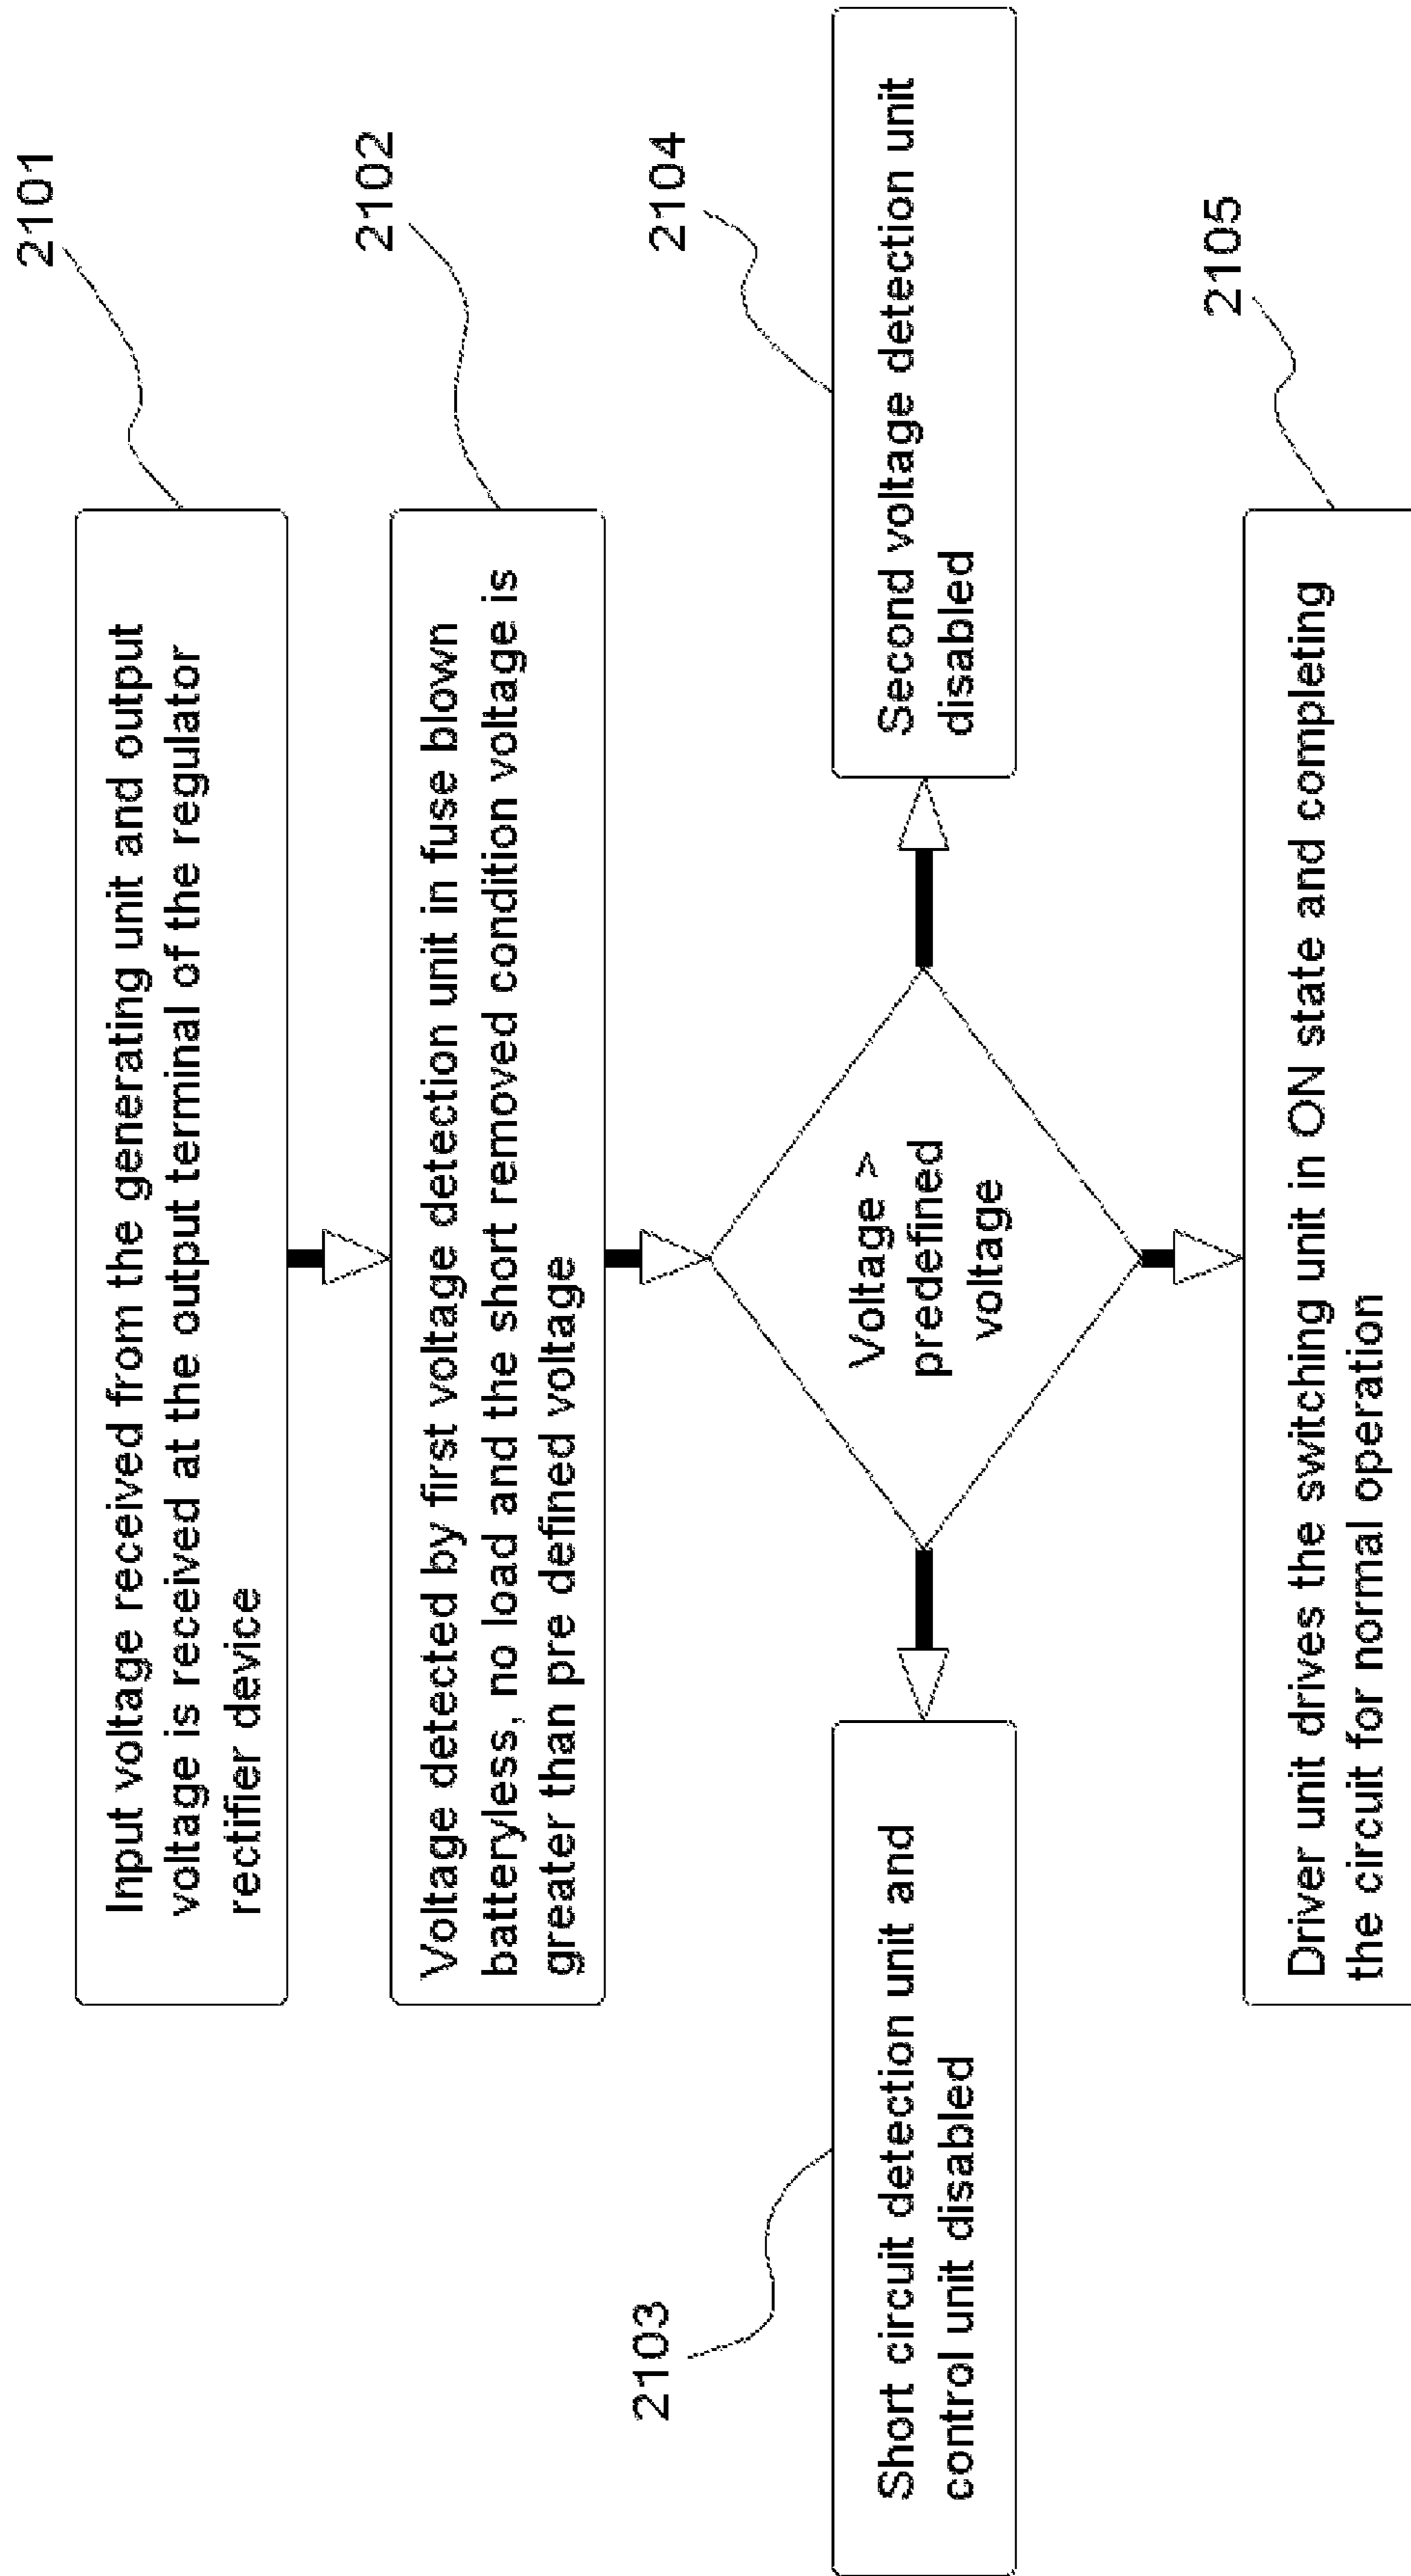 2101
Input voltage received from the generating unit and output
voltage is received at the output terminal of the regulator
rectifier device
2102
Voltage detected by first voltage detection unit in fuse blown
batteryless, no load and the short removed condition voltage is
greater than pre defined voltage
Voltage >
predefined
voltage
2103
Short circuit detection unit and
control unit disabled
2104
Second voltage detection unit
disabled
2105
Driver unit drives the switching unit in ON state and completing
the circuit for normal operation